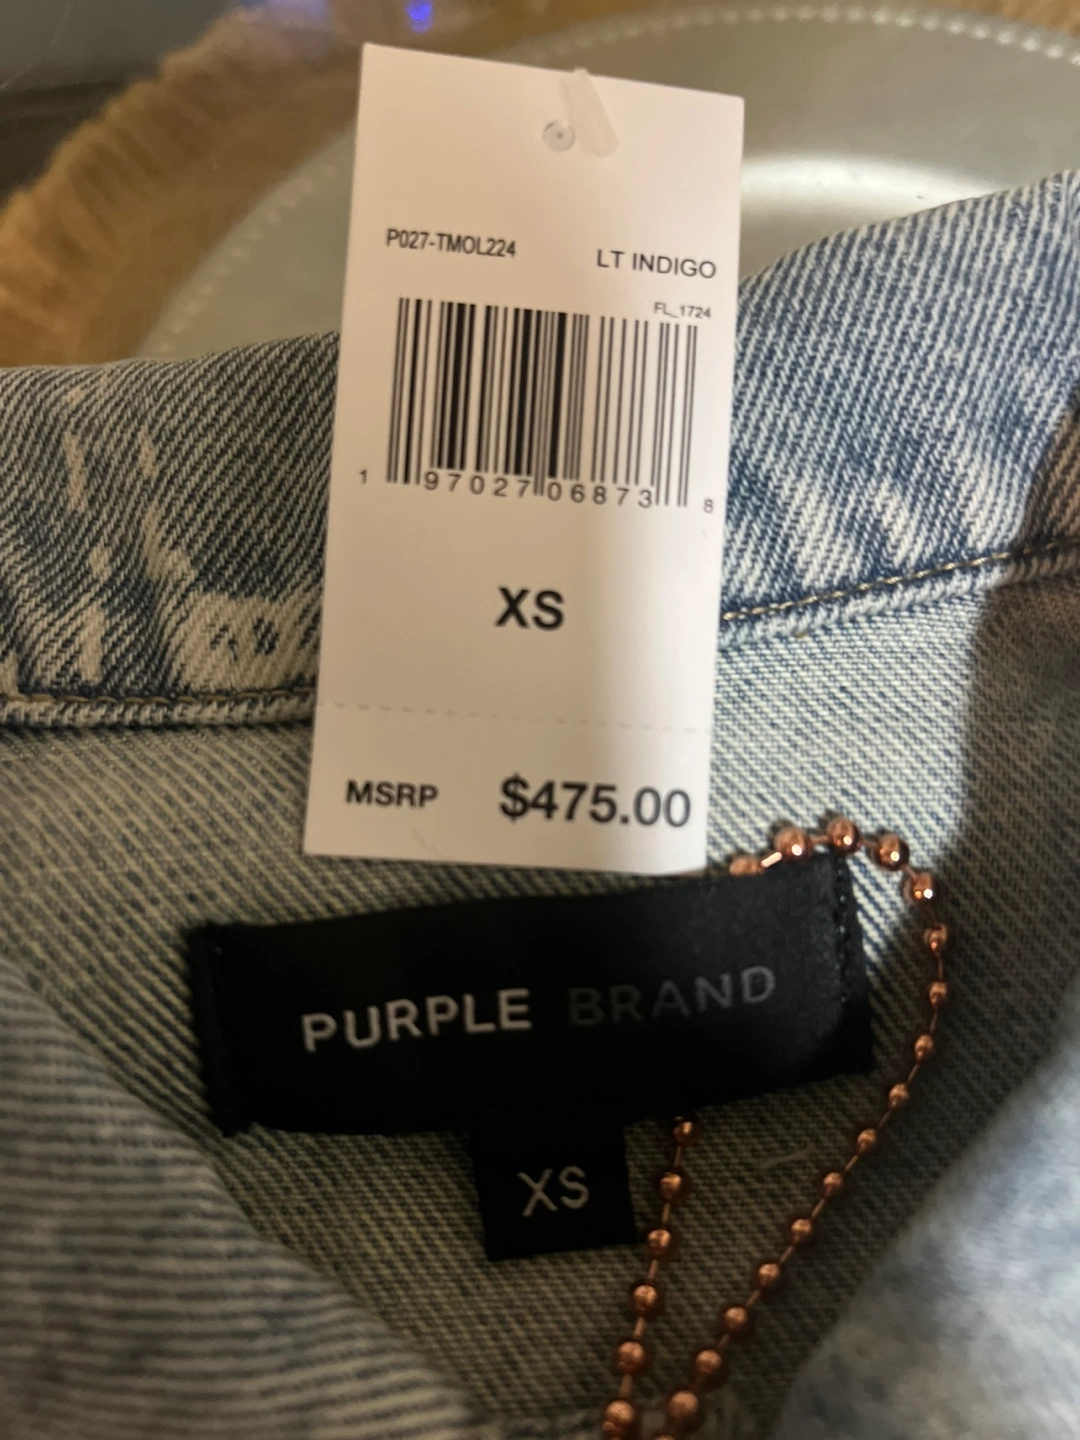 P027-TMOL224 LT INDIGO
FL_1724
1 97027 06873 8
XS
MSRP $475.00
PURPLE BRAND
XS